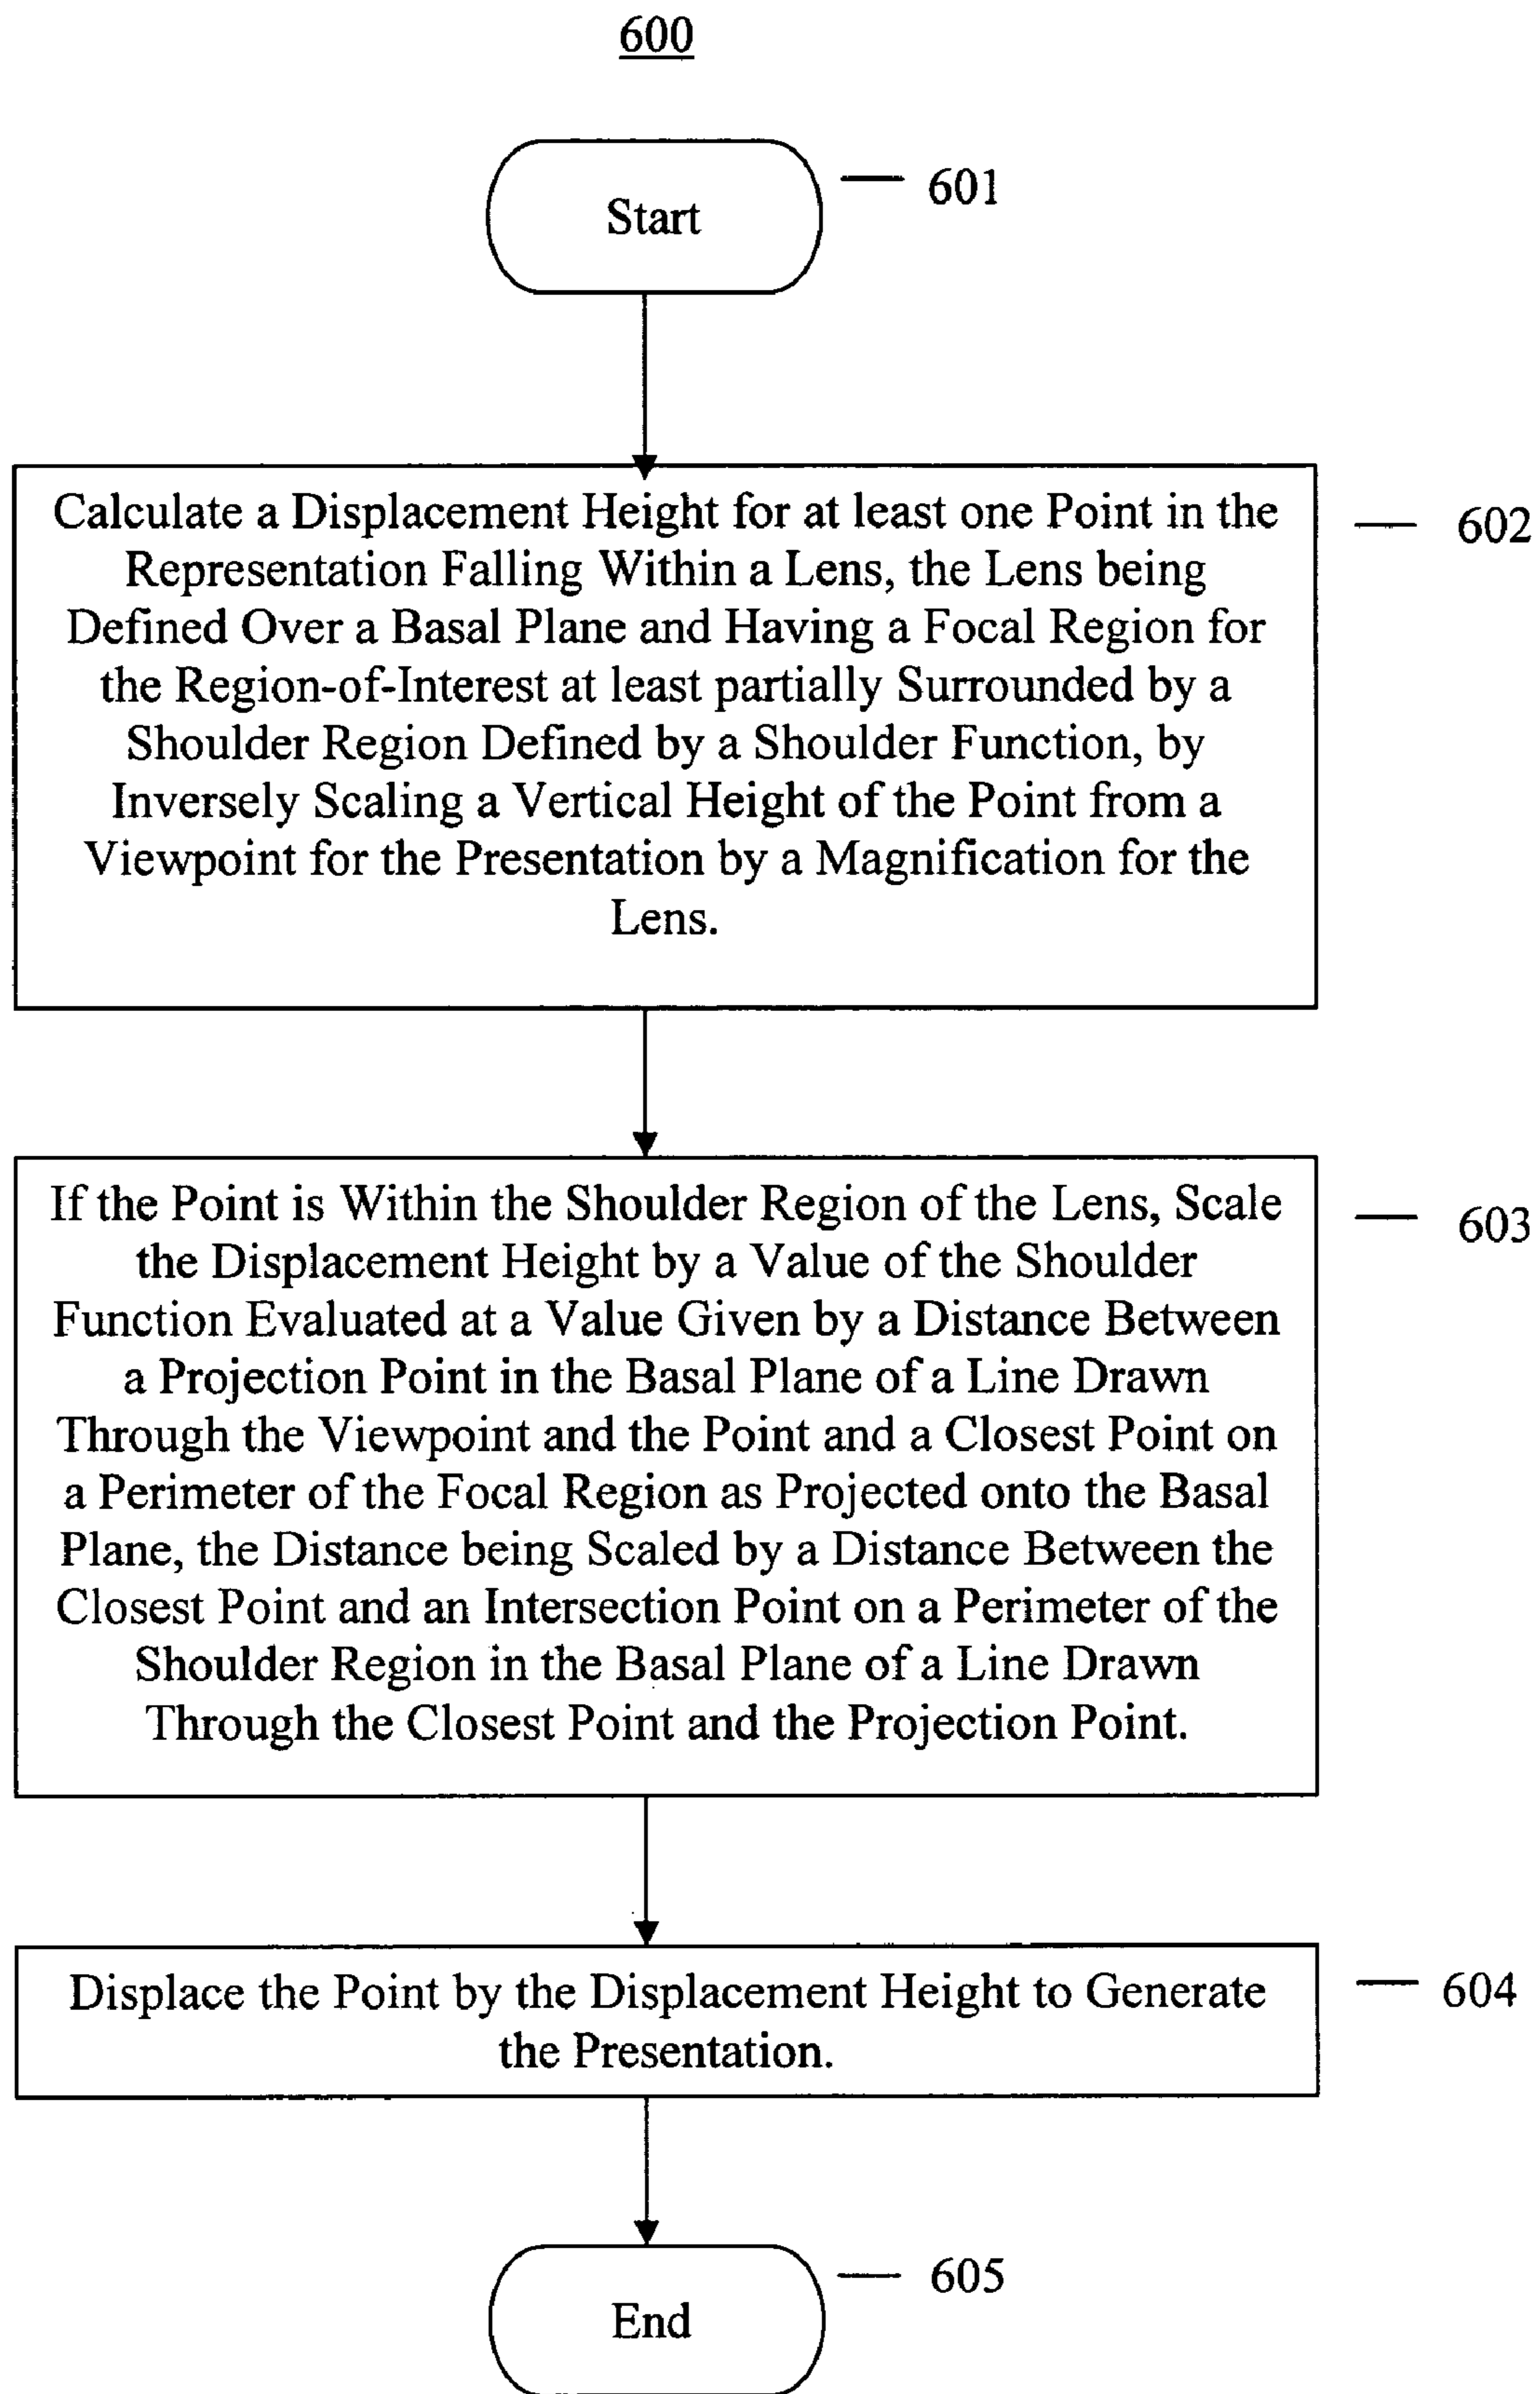 600
Start
601
Calculate a Displacement Height for at least one Point in the
Representation Falling Within a Lens, the Lens being
Defined Over a Basal Plane and Having a Focal Region for
the Region-of-Interest at least partially Surrounded by a
Shoulder Region Defined by a Shoulder Function, by
Inversely Scaling a Vertical Height of the Point from a
Viewpoint for the Presentation by a Magnification for the
Lens.
602
If the Point is Within the Shoulder Region of the Lens, Scale
the Displacement Height by a Value of the Shoulder
Function Evaluated at a Value Given by a Distance Between
a Projection Point in the Basal Plane of a Line Drawn
Through the Viewpoint and the Point and a Closest Point on
a Perimeter of the Focal Region as Projected onto the Basal
Plane, the Distance being Scaled by a Distance Between the
Closest Point and an Intersection Point on a Perimeter of the
Shoulder Region in the Basal Plane of a Line Drawn
Through the Closest Point and the Projection Point.
603
Displace the Point by the Displacement Height to Generate
the Presentation.
604
End
605